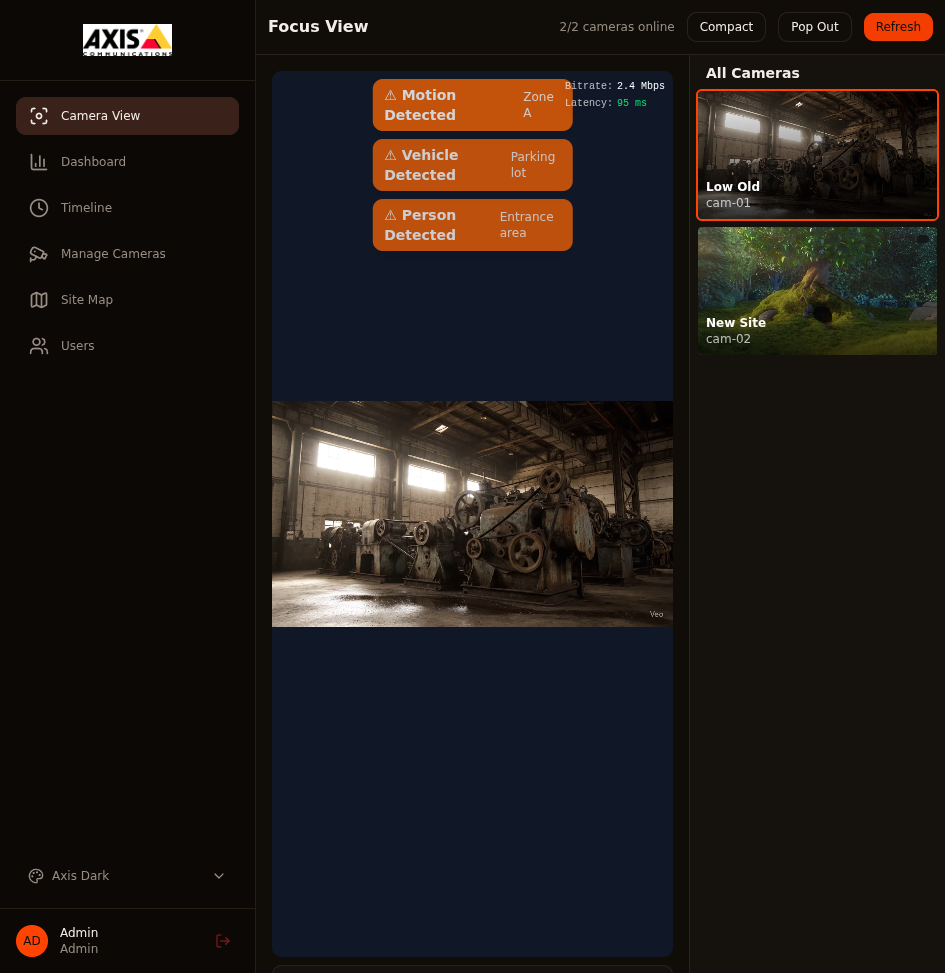 AXIS
COMMUNICATIONS
Camera View
Dashboard
Timeline
Manage Cameras
Site Map
Users
Axis Dark
AD
Admin
Admin
Focus View
2/2 cameras online
Compact
Pop Out
Refresh
⚠ Motion
Detected
Zone
A
Bitrate: 2.4 Mbps
Latency: 95 ms
⚠ Vehicle
Detected
Parking
lot
⚠ Person
Detected
Entrance
area
Veo
All Cameras
Low Old
cam-01
New Site
cam-02